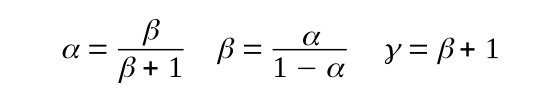 α = β / (β + 1)   β = α / (1 − α)   γ = β + 1